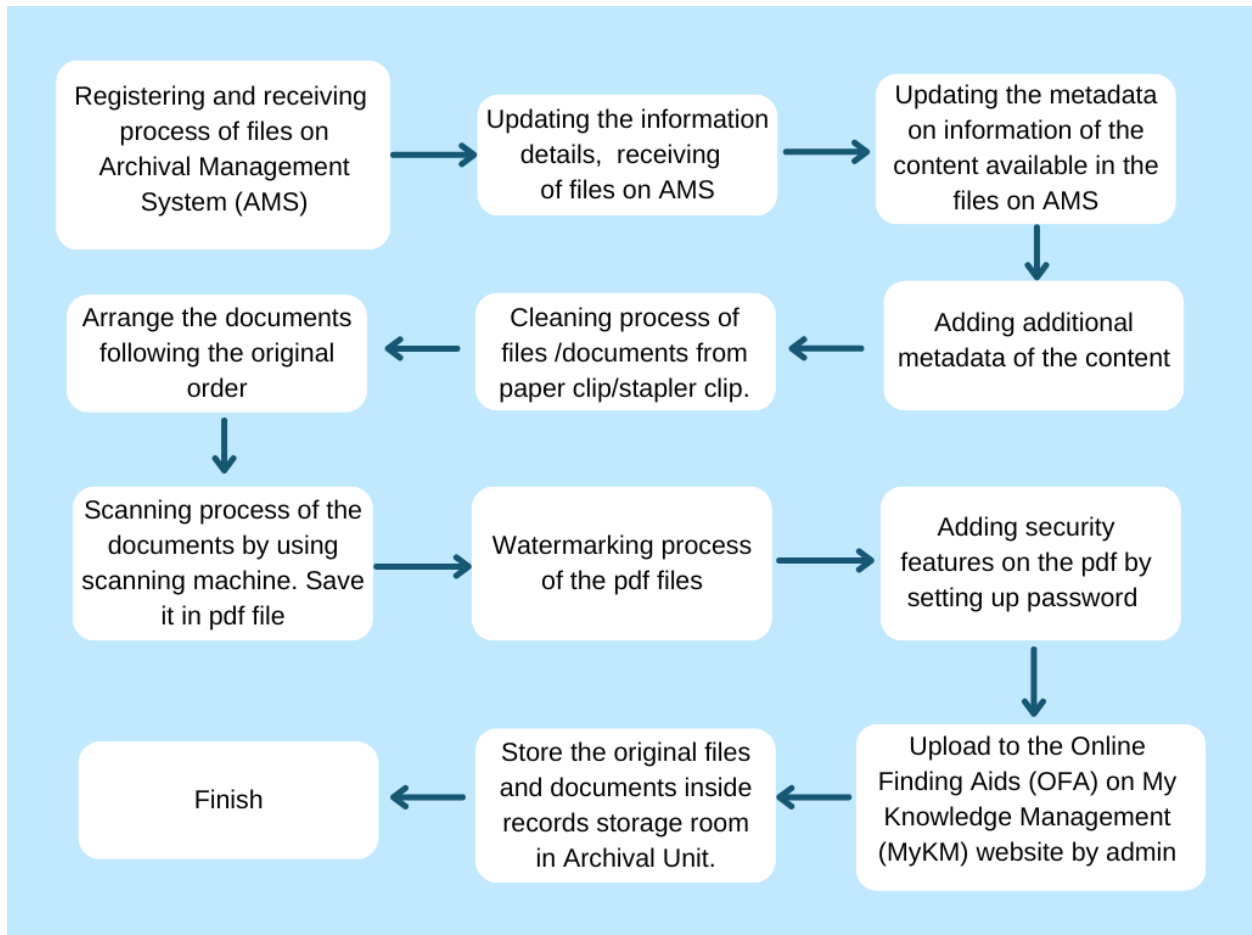 Registering and receiving
process of files on
Archival Management
System (AMS)
Updating the information
details,  receiving
of files on AMS
Updating the metadata
on information of the
content available in the
files on AMS
Adding additional
metadata of the content
Cleaning process of
files /documents from
paper clip/stapler clip.
Arrange the documents
following the original
order
Scanning process of the
documents by using
scanning machine. Save
it in pdf file
Watermarking process
of the pdf files
Adding security
features on the pdf by
setting up password
Upload to the Online
Finding Aids (OFA) on My
Knowledge Management
(MyKM) website by admin
Store the original files
and documents inside
records storage room
in Archival Unit.
Finish